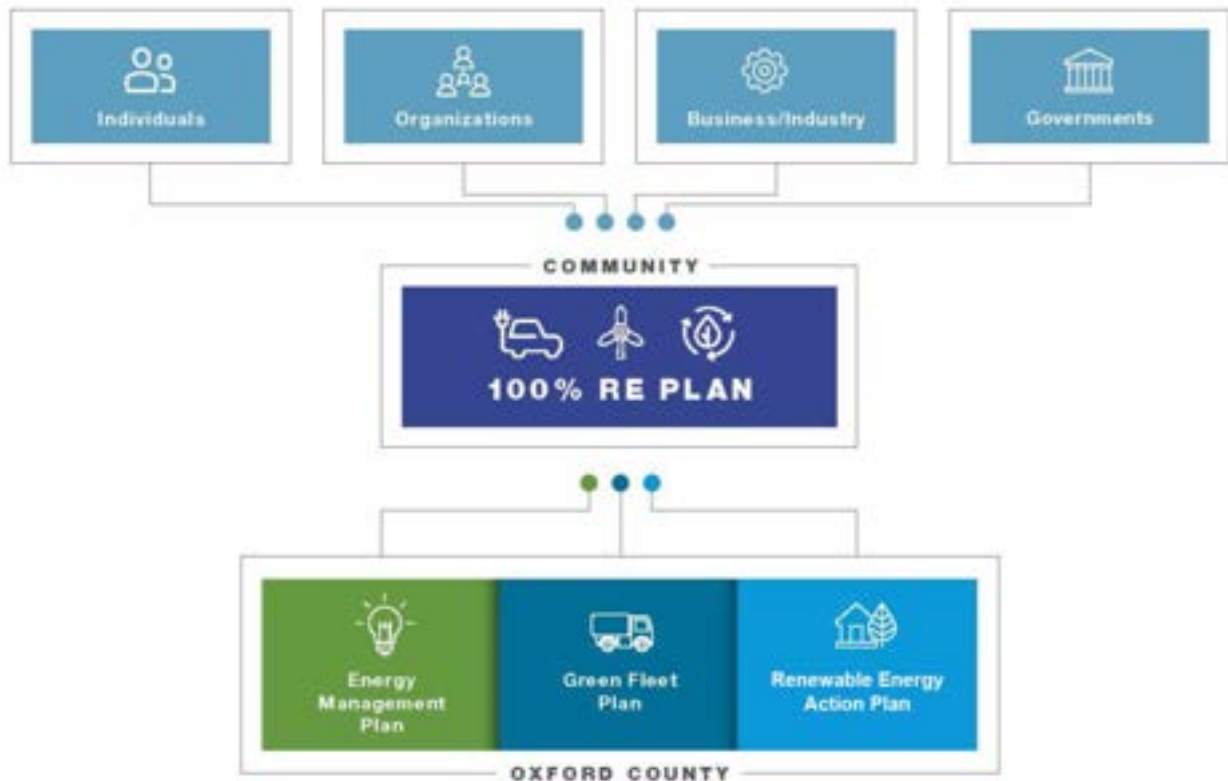 Individuals
Organizations
Business/Industry
Governments
COMMUNITY
100% RE PLAN
Energy
Management
Plan
Green Fleet
Plan
Renewable Energy
Action Plan
OXFORD COUNTY